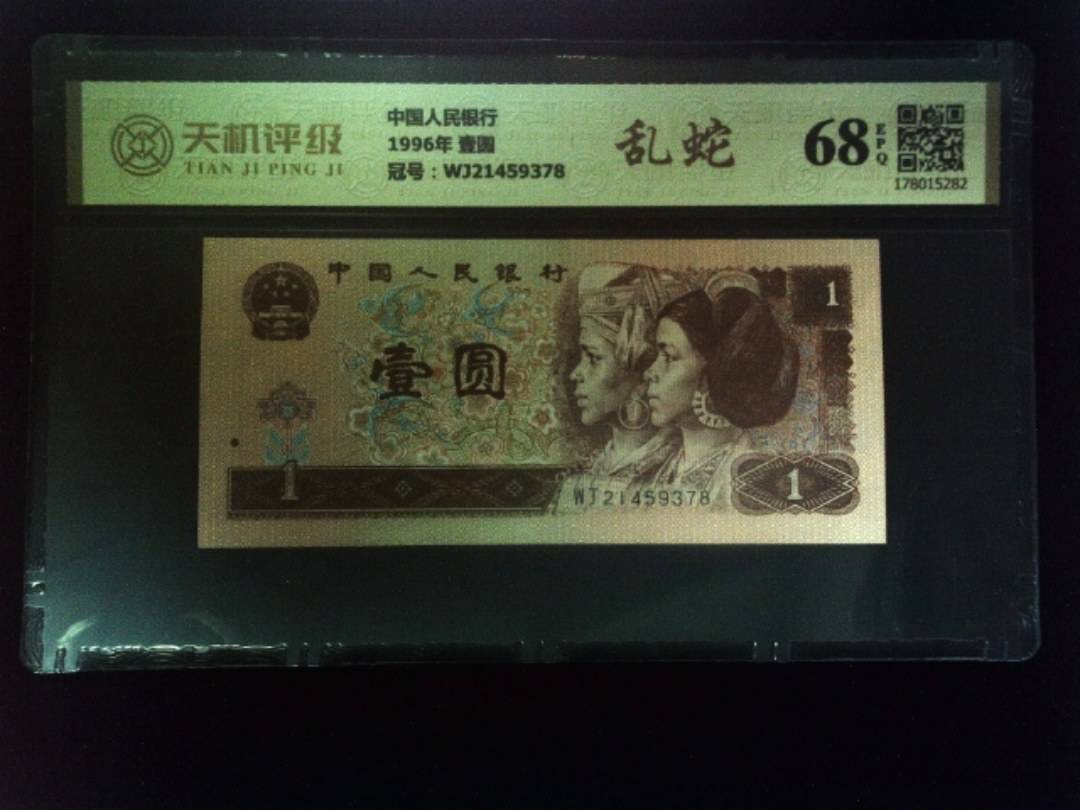 天机评级
TIAN JI PING JI
中国人民银行
1996年 壹圆
冠号：WJ21459378
乱蛇
68
EPQ
178015282
中国人民银行
1
壹圆
1
WJ21459378
1